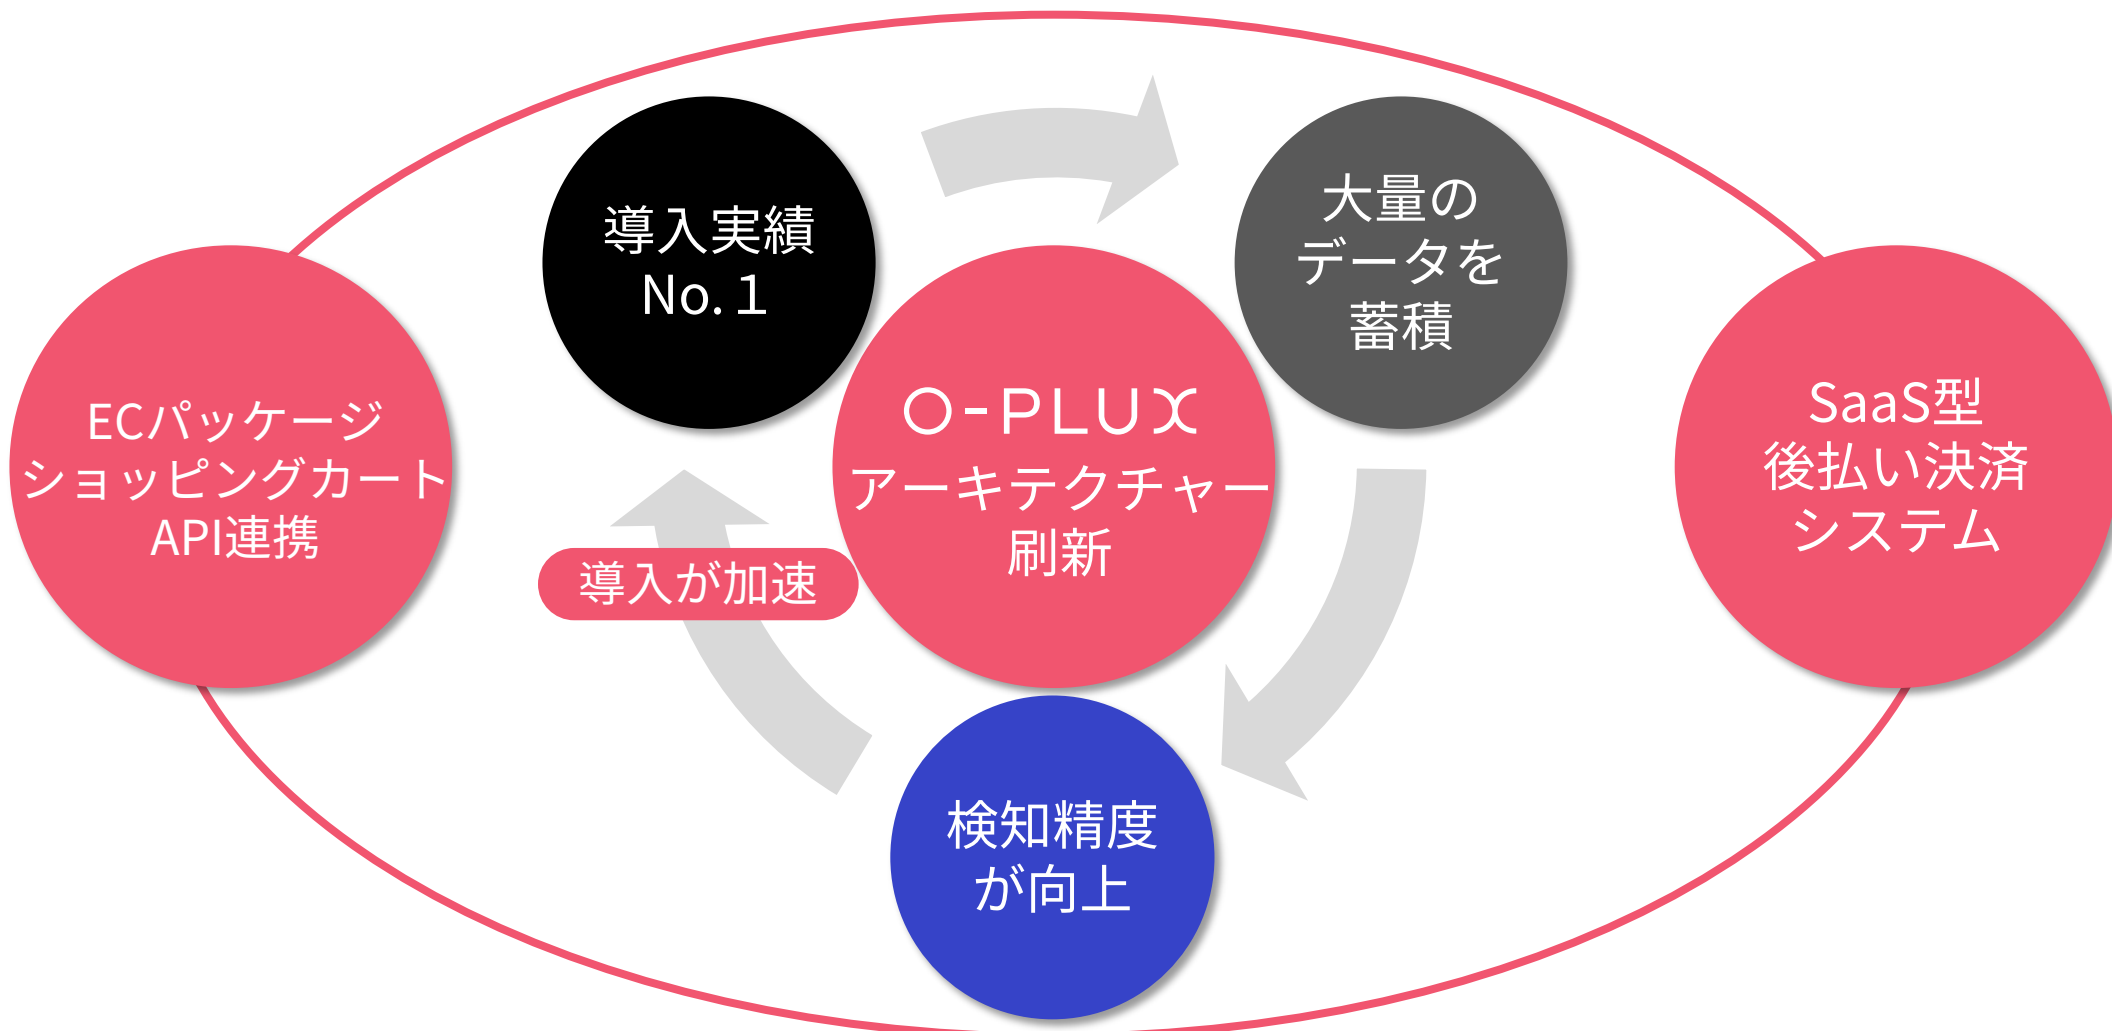 導入実績
No.１
大量の
データを
蓄積
ECパッケージ
ショッピングカート
API連携
O-PLUX
アーキテクチャー
刷新
SaaS型
後払い決済
システム
導入が加速
検知精度
が向上